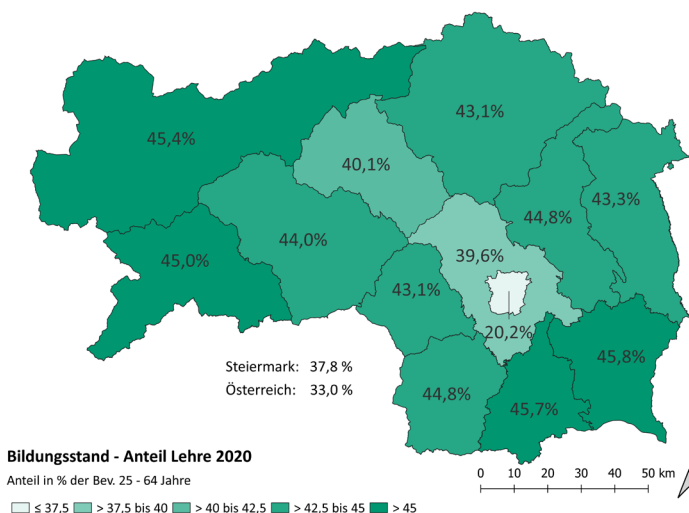 43,1%
45,4%
40,1%
43,3%
44,8%
44,0%
39,6%
45,0%
43,1%
20,2%
Steiermark: 37,8 %
Österreich: 33,0 %
45,8%
44,8%
45,7%
Bildungsstand - Anteil Lehre 2020
Anteil in % der Bev. 25 - 64 Jahre
0 10 20 30 40 50 km
≤ 37,5 > 37,5 bis 40 > 40 bis 42,5 > 42,5 bis 45 > 45